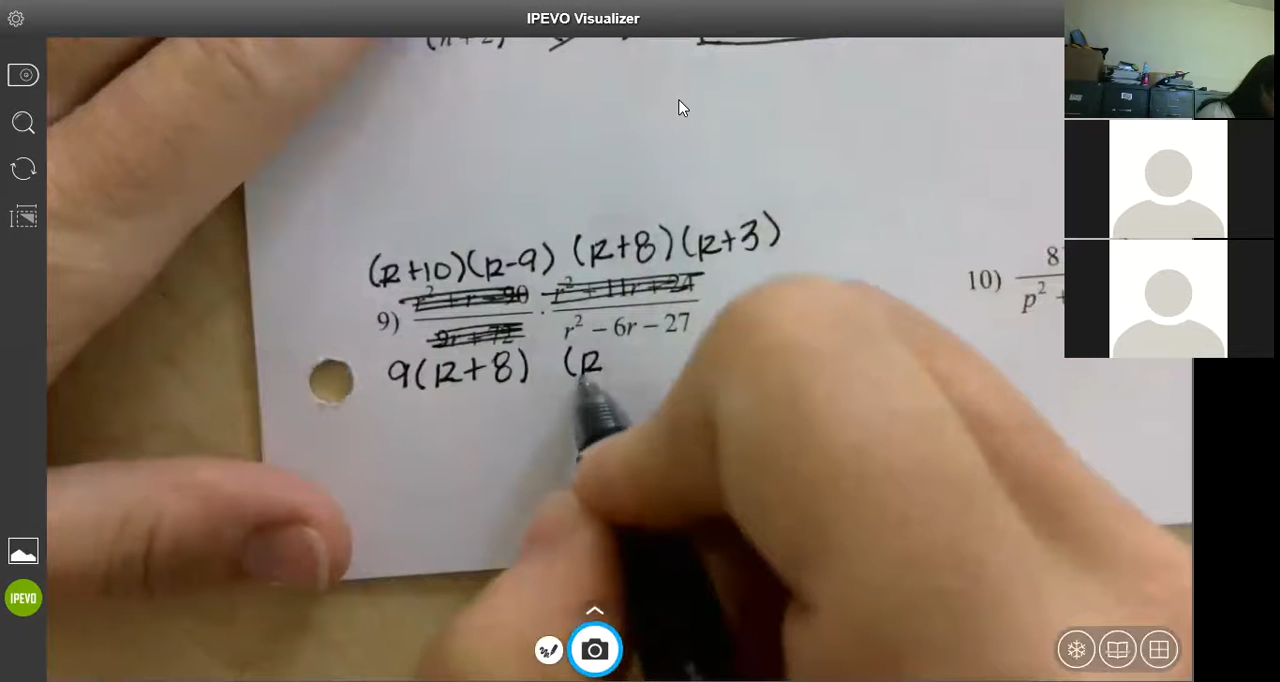 IPEVO Visualizer
(r+10)(r-9) (r+8)(r+3)
9) r² + r - 90 / 9r + 72 · r² + 11r + 24 / r² - 6r - 27
9(r+8) (r
10) 8
p² +
IPEVO